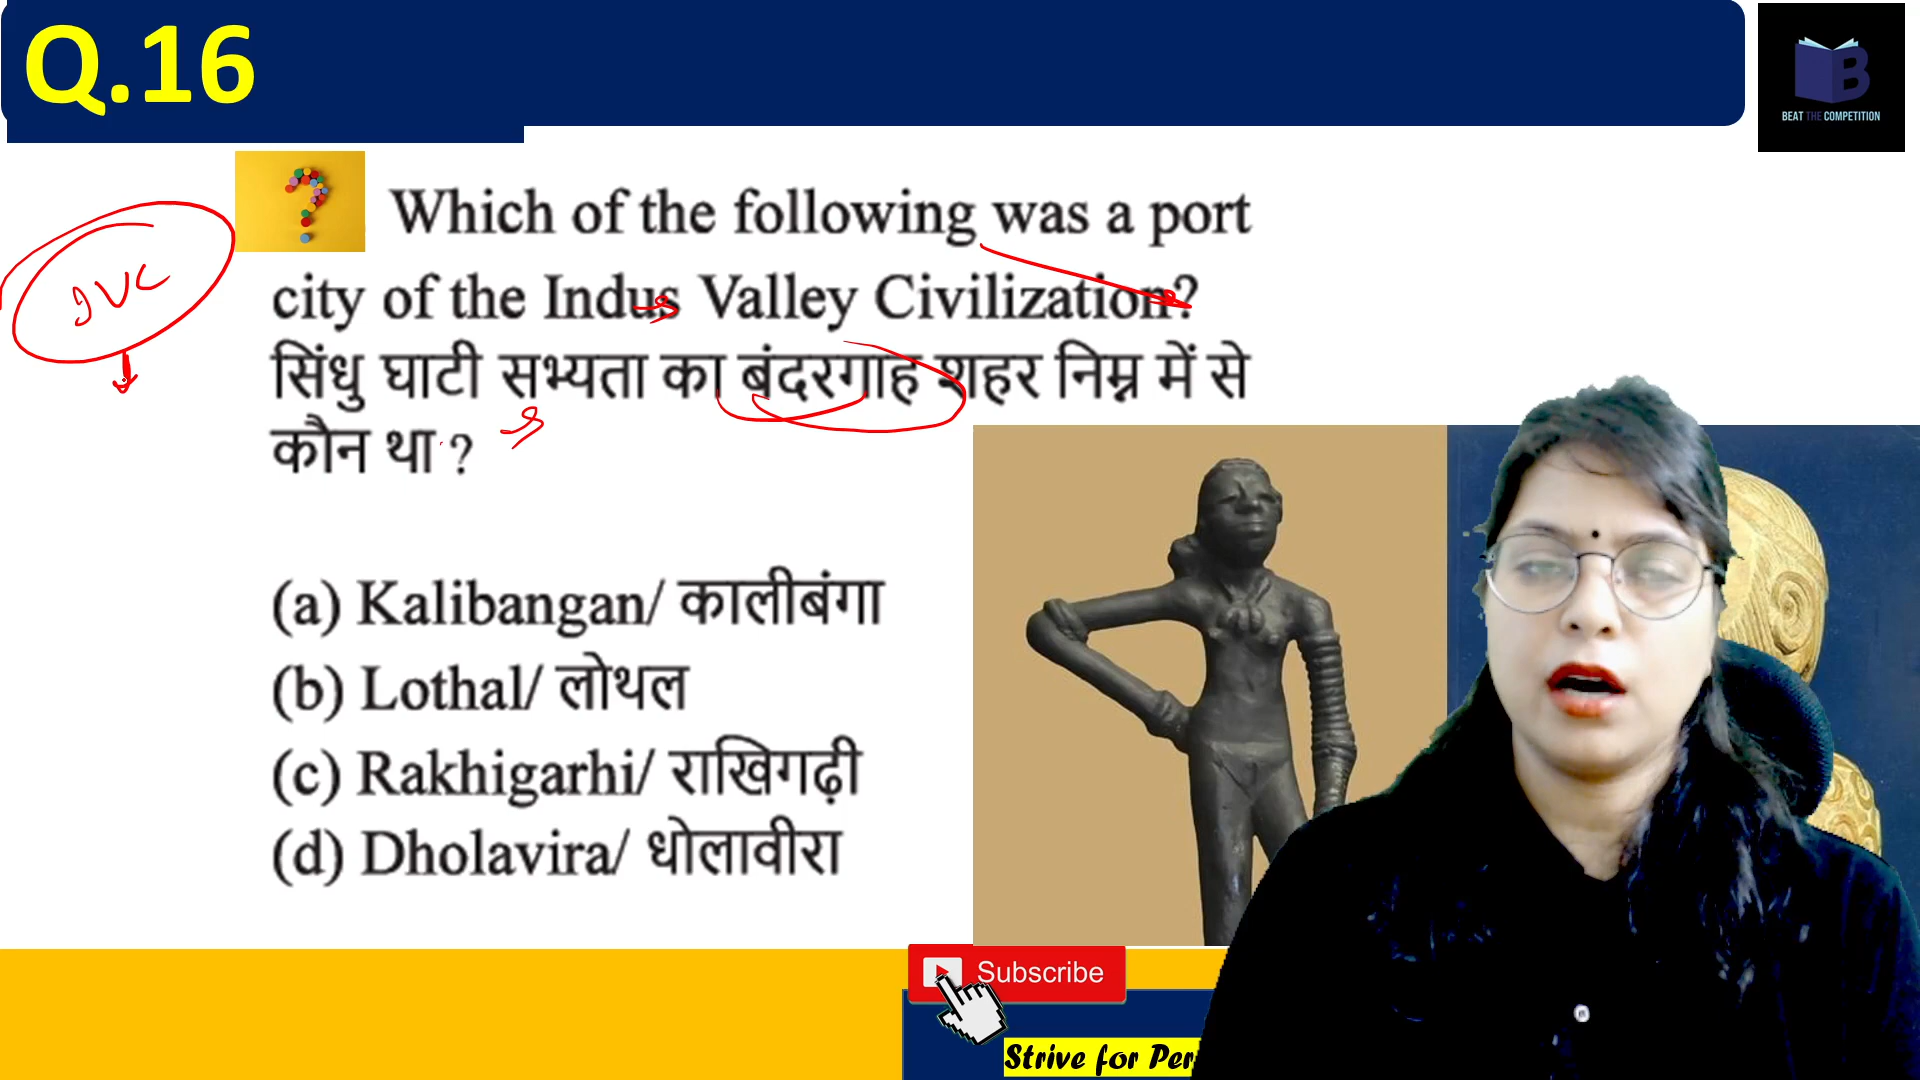 Q.16
BEAT THE COMPETITION
Which of the following was a port
city of the Indus Valley Civilization?
सिंधु घाटी सभ्यता का बंदरगाह शहर निम्न में से
कौन था ?
IVC
(a) Kalibangan/ कालीबंगा
(b) Lothal/ लोथल
(c) Rakhigarhi/ राखिगढ़ी
(d) Dholavira/ धोलावीरा
Subscribe
Strive for Per